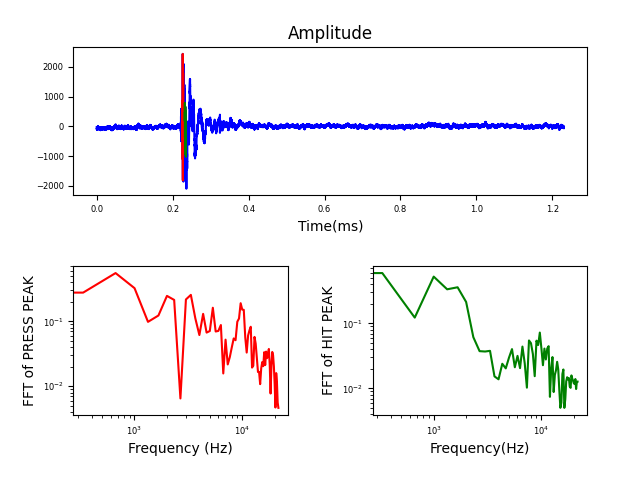 Amplitude
2000
1000
0
−1000
−2000
0.0 0.2 0.4 0.6 0.8 1.0 1.2
Time(ms)
FFT of PRESS PEAK
10⁻¹
10⁻²
10³ 10⁴
Frequency (Hz)
FFT of HIT PEAK
10⁻¹
10⁻²
10³ 10⁴
Frequency(Hz)